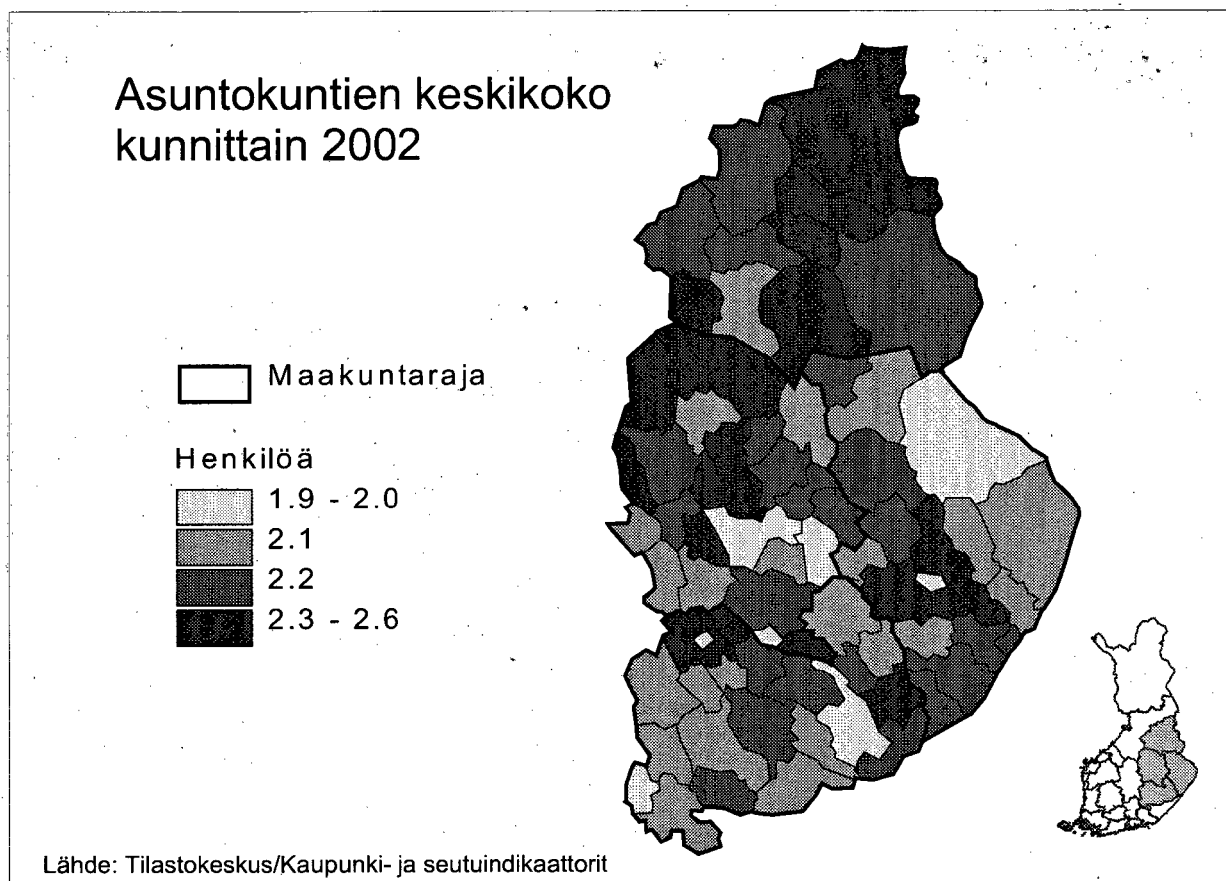 Asuntokuntien keskikoko
kunnittain 2002
Maakuntaraja
Henkilöä
1.9 - 2.0
2.1
2.2
2.3 - 2.6
Lähde: Tilastokeskus/Kaupunki- ja seutuindikaattorit